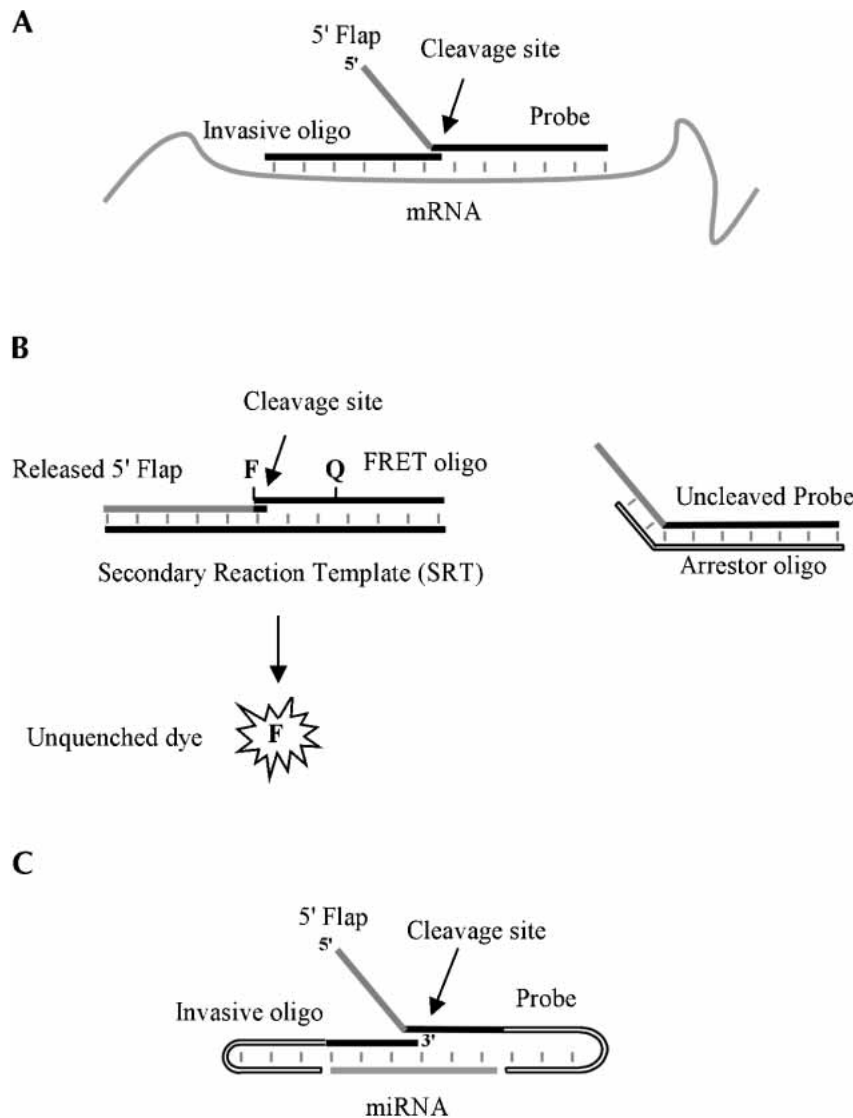 A
5' Flap
5'
Cleavage site
Invasive oligo
Probe
mRNA
B
Cleavage site
Released 5' Flap
F
Q
FRET oligo
Uncleaved Probe
Arrestor oligo
Secondary Reaction Template (SRT)
Unquenched dye
F
C
5' Flap
5'
Cleavage site
Invasive oligo
Probe
3'
miRNA